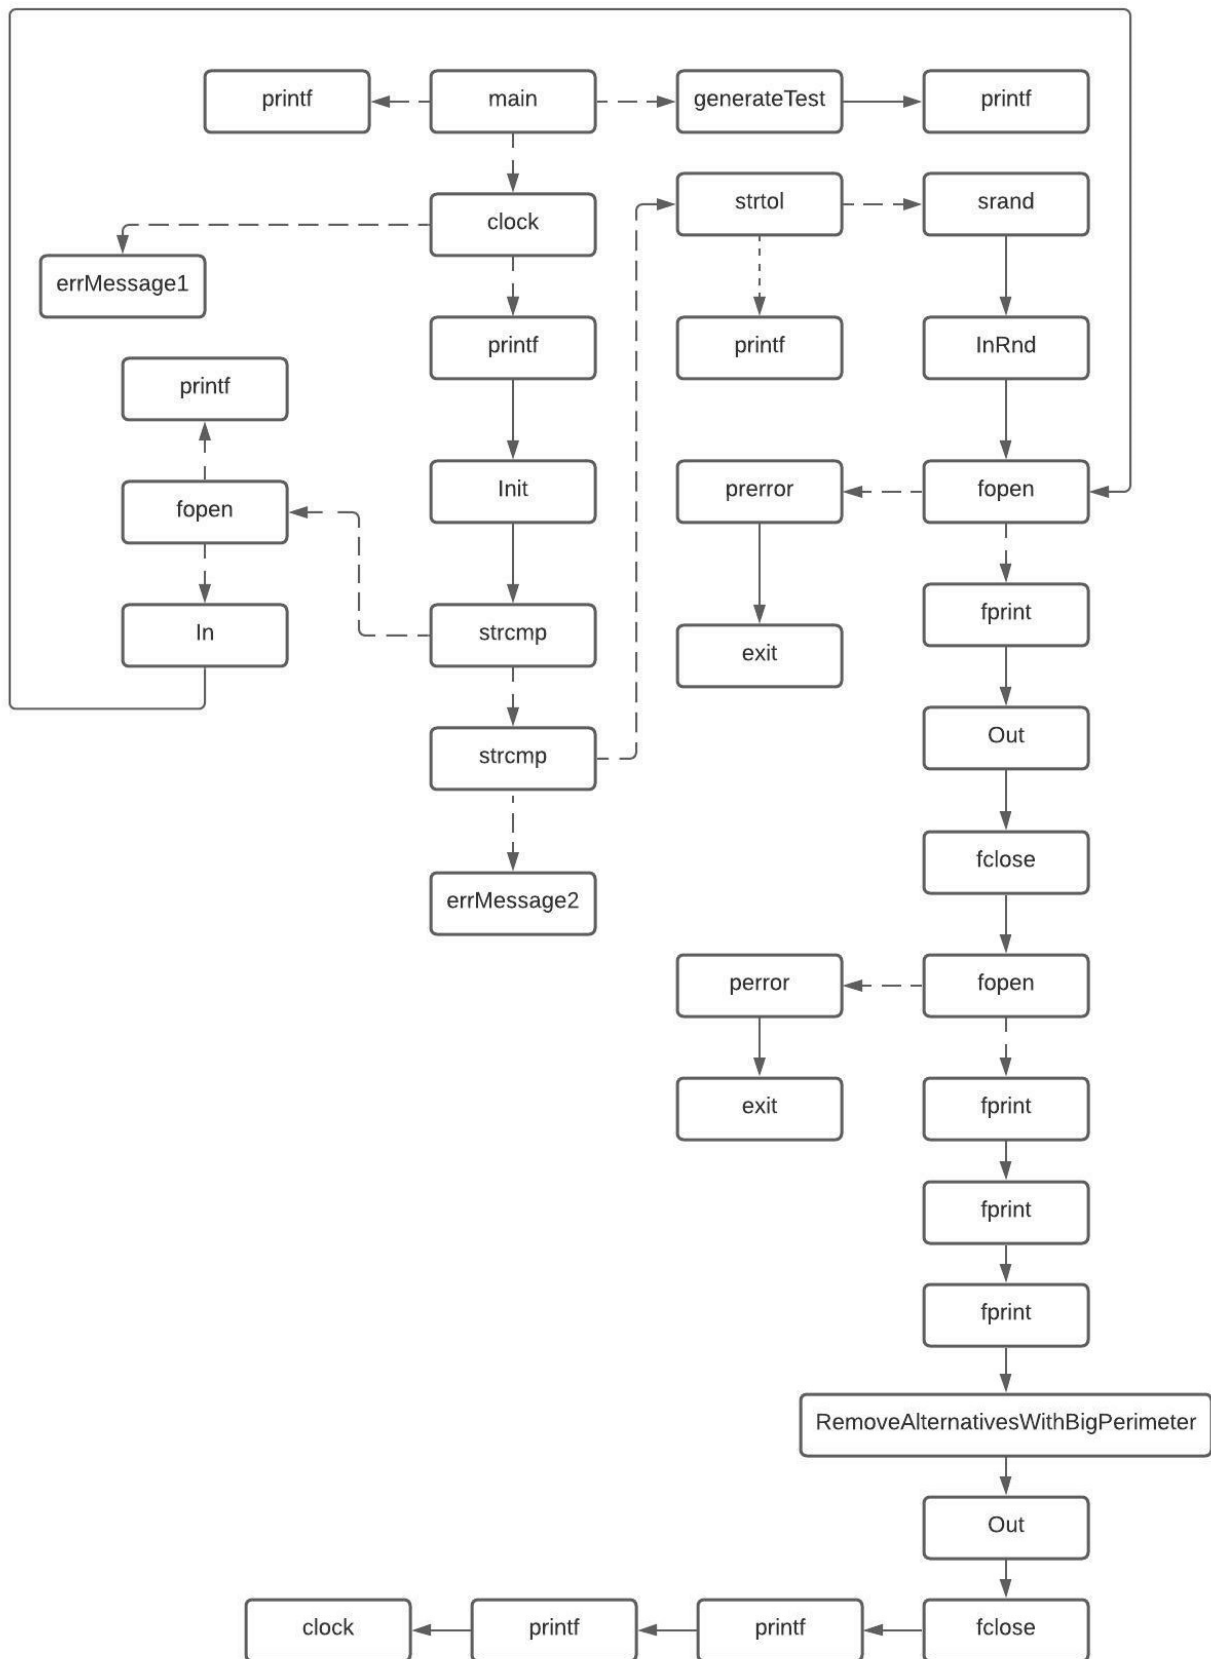 printf
main
generateTest
printf
strtol
srand
clock
errMessage1
printf
printf
InRnd
printf
fopen
Init
prerror
fopen
In
strcmp
exit
fprint
strcmp
Out
errMessage2
fclose
perror
fopen
exit
fprint
fprint
fprint
RemoveAlternativesWithBigPerimeter
Out
clock
printf
printf
fclose